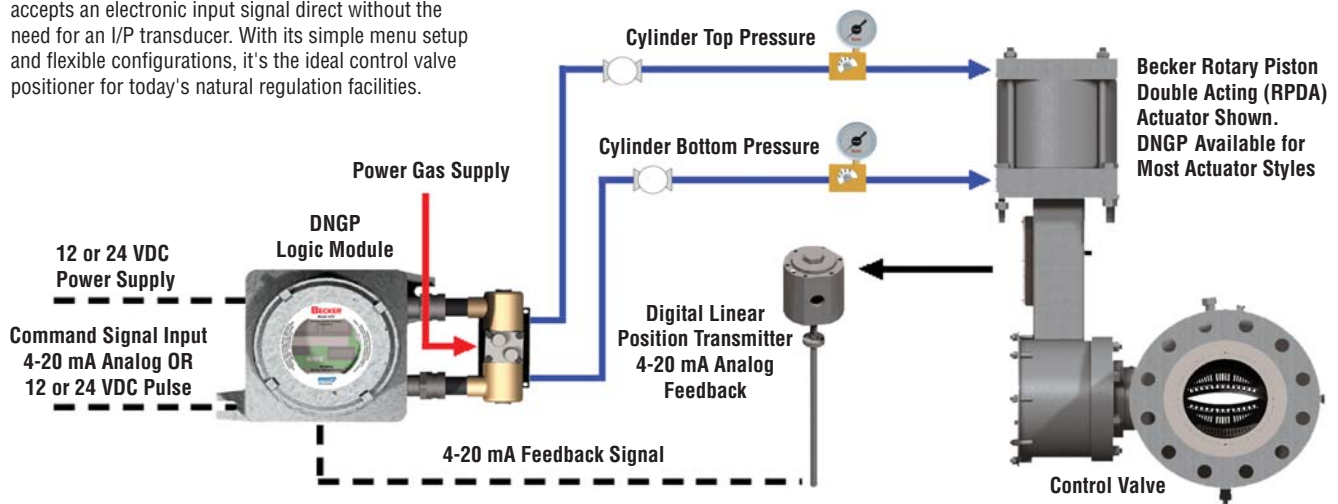 accepts an electronic input signal direct without the
need for an I/P transducer. With its simple menu setup
and flexible configurations, it's the ideal control valve
positioner for today's natural regulation facilities.
Cylinder Top Pressure
Becker Rotary Piston
Double Acting (RPDA)
Actuator Shown.
DNGP Available for
Most Actuator Styles
Cylinder Bottom Pressure
Power Gas Supply
DNGP
Logic Module
12 or 24 VDC
Power Supply
Command Signal Input
4-20 mA Analog OR
12 or 24 VDC Pulse
BECKER
Digital Linear
Position Transmitter
4-20 mA Analog
Feedback
4-20 mA Feedback Signal
Control Valve